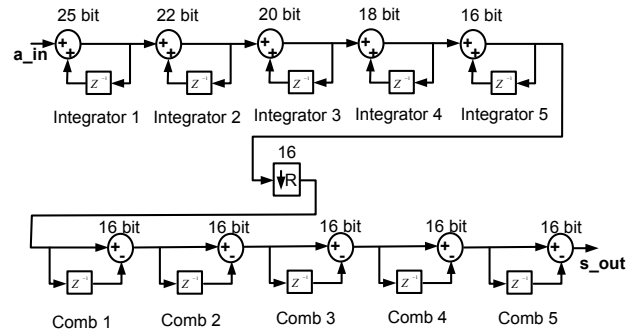 25 bit 22 bit 20 bit 18 bit 16 bit
a_in
+ + + + + + + + + +
Z⁻¹ Z⁻¹ Z⁻¹ Z⁻¹ Z⁻¹
Integrator 1 Integrator 2 Integrator 3 Integrator 4 Integrator 5
16
↓R
16 bit 16 bit 16 bit 16 bit 16 bit
+ - + - + - + - + -
s_out
Z⁻¹ Z⁻¹ Z⁻¹ Z⁻¹ Z⁻¹
Comb 1 Comb 2 Comb 3 Comb 4 Comb 5